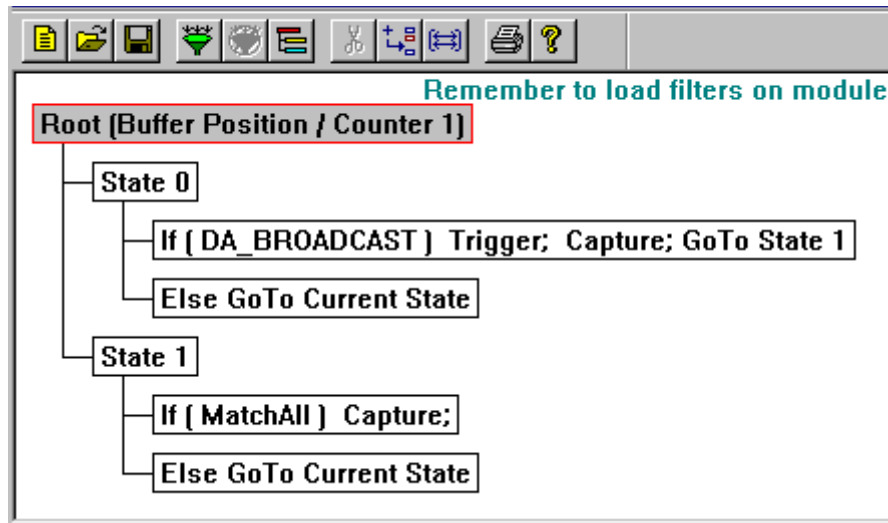 Remember to load filters on module
Root (Buffer Position / Counter 1)
State 0
If ( DA_BROADCAST ) Trigger; Capture; GoTo State 1
Else GoTo Current State
State 1
If ( MatchAll ) Capture;
Else GoTo Current State